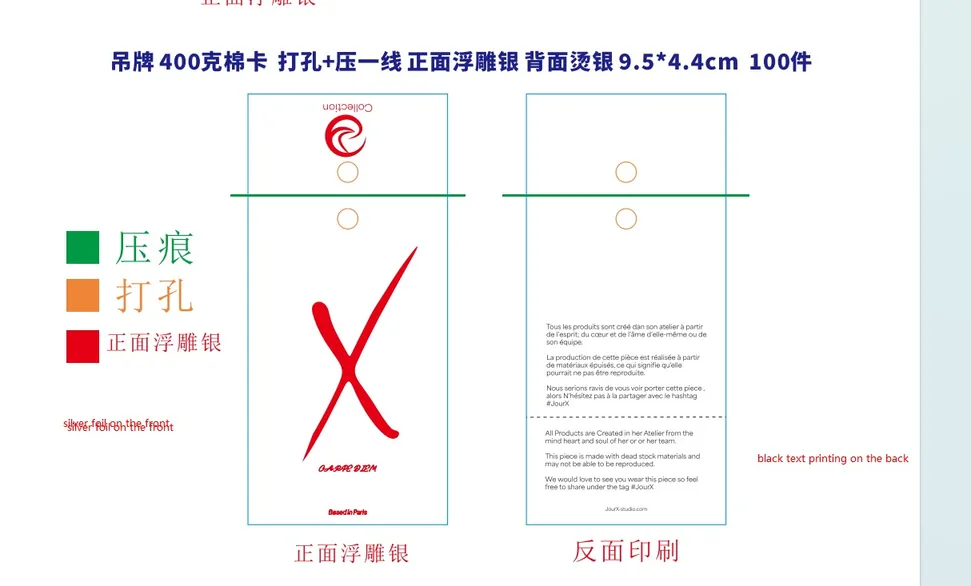 正面浮雕银
吊牌 400克棉卡 打孔+压一线 正面浮雕银 背面烫银 9.5*4.4cm 100件
Collection
压痕
打孔
正面浮雕银
silver foil on the front
silver foil on the front
CARPE DIEM
Based in Paris
正面浮雕银
Tous les produits sont créé dan son atelier à partir
de l'esprit; du cœur et de l'âme d'elle-même ou de
son équipe.
La production de cette pièce est réalisée à partir
de matériaux épuisés, ce qui signifie qu'elle
pourrait ne pas être reproduite.
Nous serions ravis de vous voir porter cette piece ,
alors N'hésitez pas à la partager avec le hashtag
#JourX
All Products are Created in her Atelier from the
mind heart and soul of her or or her team.
This piece is made with dead stock materials and
may not be able to be reproduced.
We would love to see you wear this piece so feel
free to share under the tag #JourX
JourX-studio.com
反面印刷
black text printing on the back